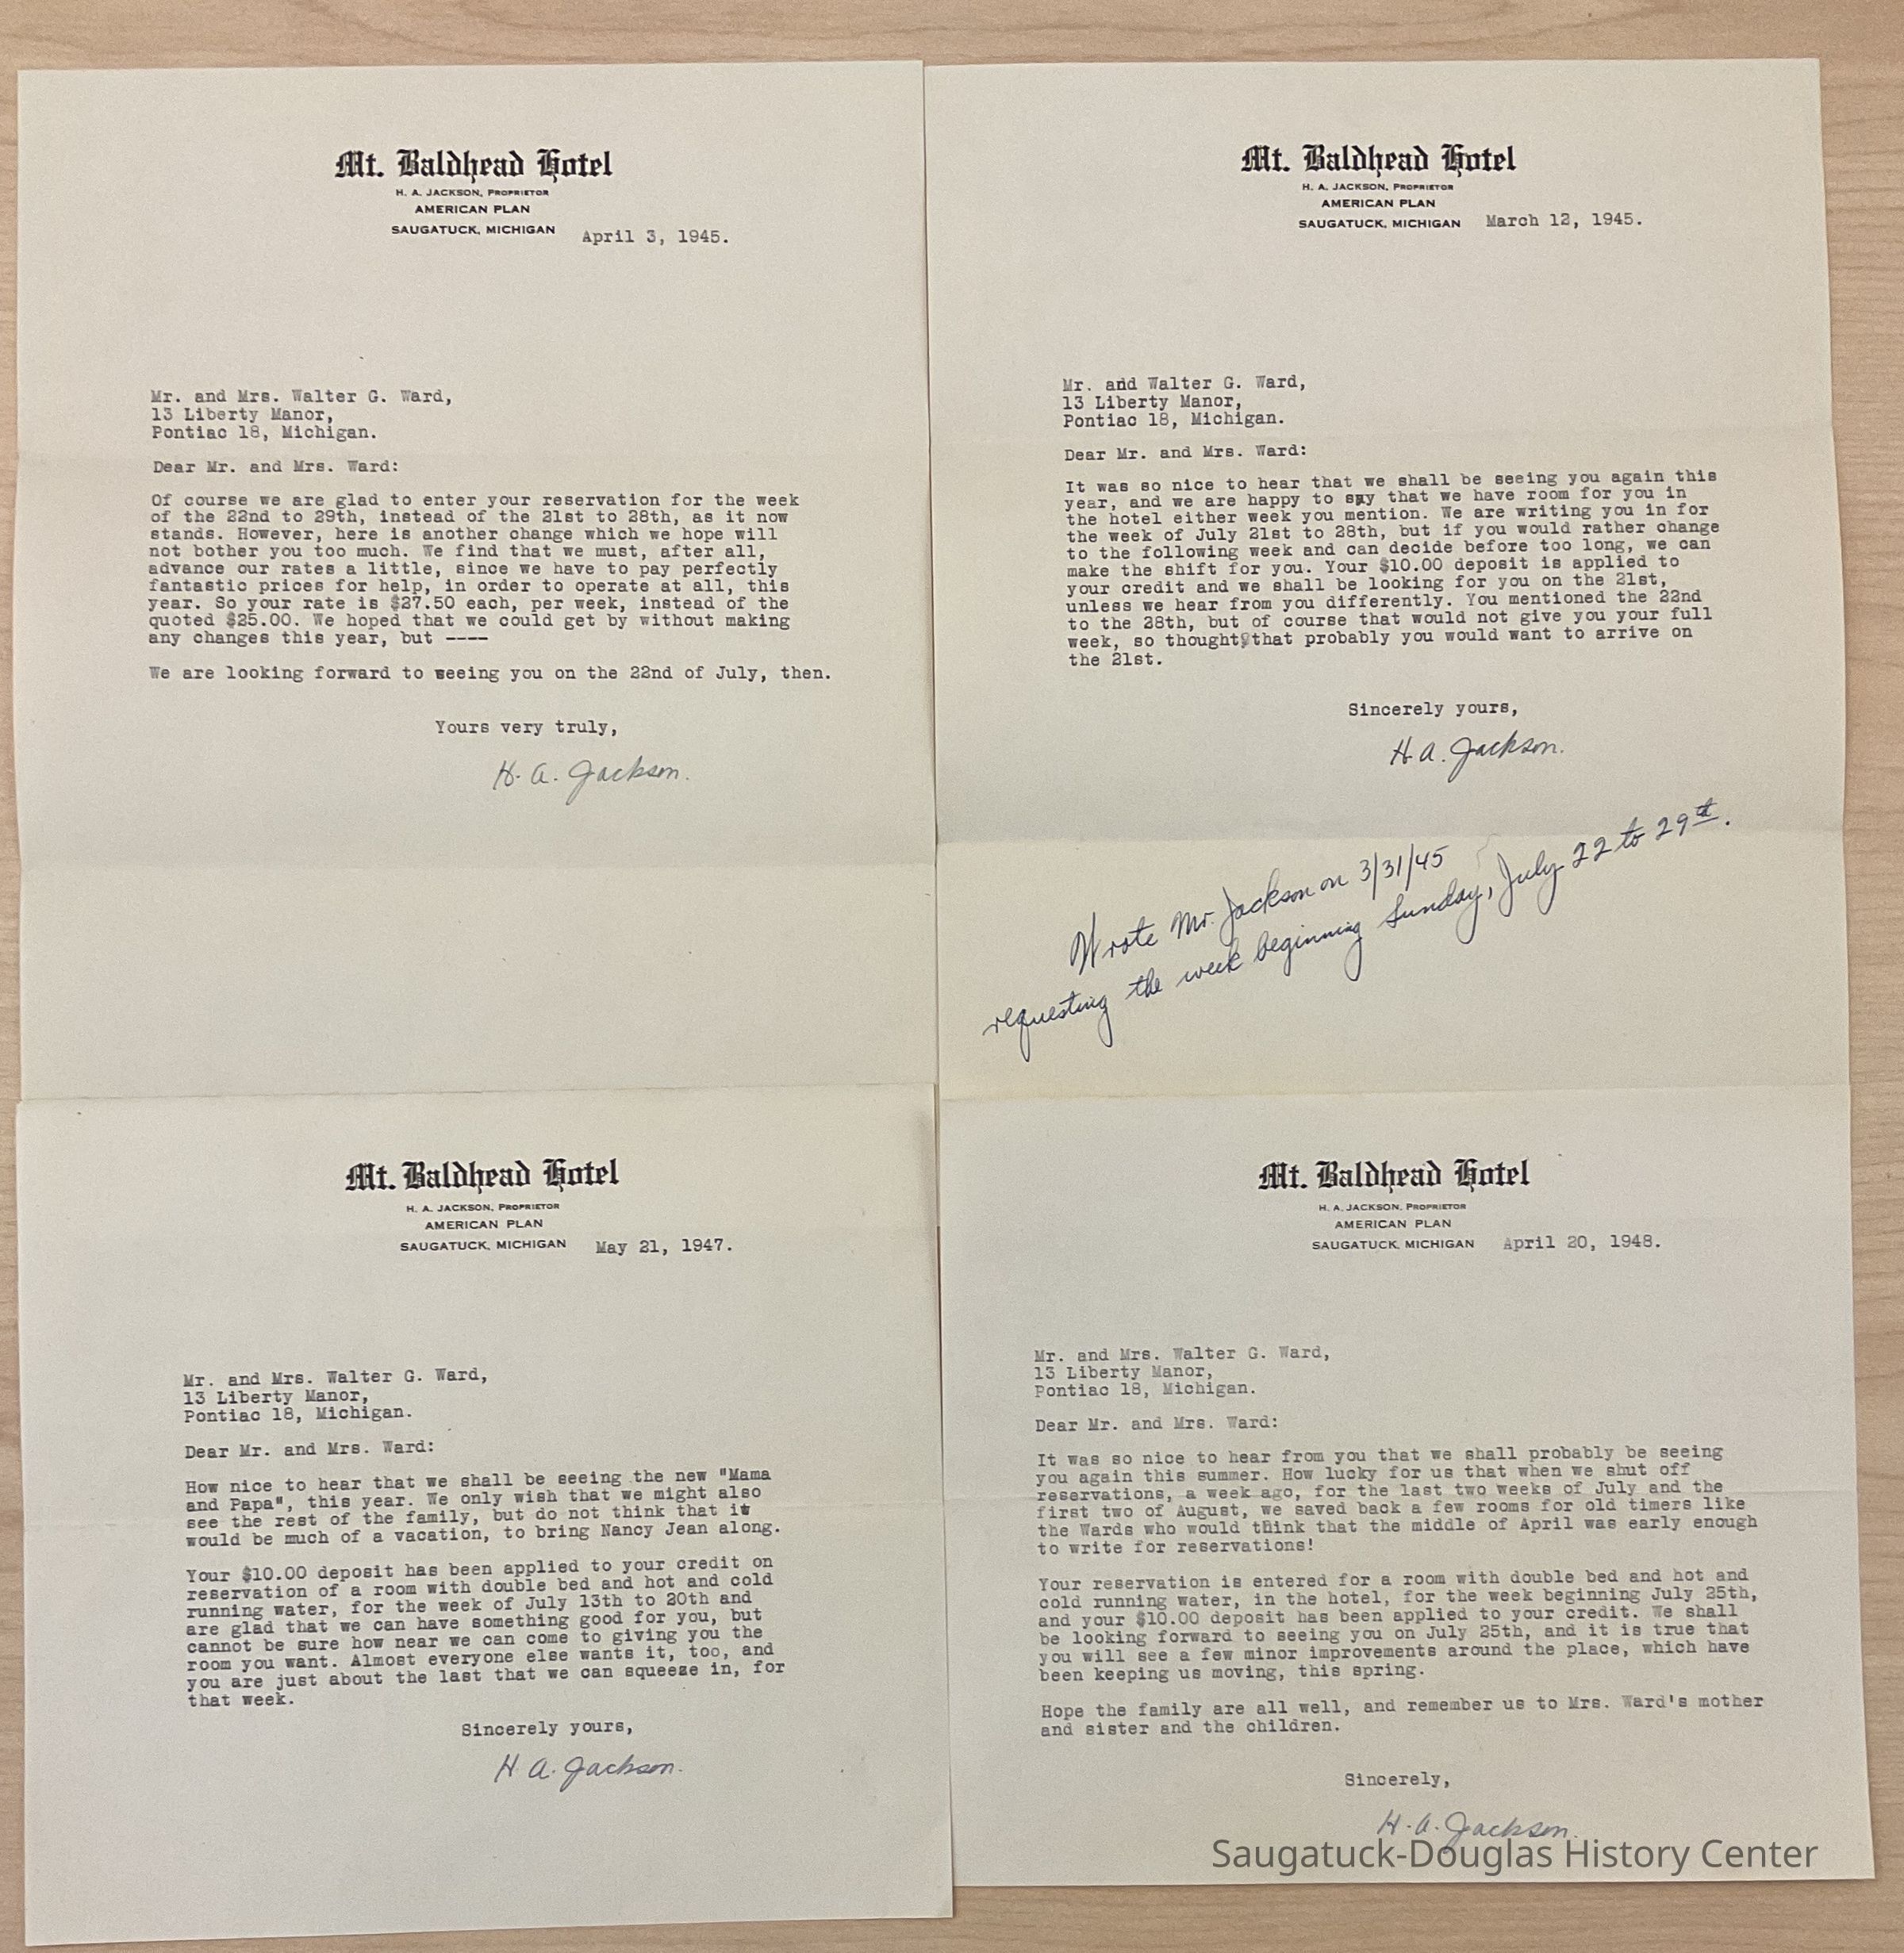 Mt. Baldhead Hotel
H. A. JACKSON, PROPRIETOR
AMERICAN PLAN
SAUGATUCK, MICHIGAN
April 3, 1945.
Mr. and Mrs. Walter G. Ward,
13 Liberty Manor,
Pontiac 18, Michigan.
Dear Mr. and Mrs. Ward:
Of course we are glad to enter your reservation for the week
of the 22nd to 29th, instead of the 21st to 28th, as it now
stands. However, here is another change which we hope will
not bother you too much. We find that we must, after all,
advance our rates a little, since we have to pay perfectly
fantastic prices for help, in order to operate at all, this
year. So your rate is $27.50 each, per week, instead of the
quoted $25.00. We hoped that we could get by without making
any changes this year, but ----
We are looking forward to seeing you on the 22nd of July, then.
Yours very truly,
H. A. Jackson.
Mt. Baldhead Hotel
H. A. JACKSON, PROPRIETOR
AMERICAN PLAN
SAUGATUCK, MICHIGAN
March 12, 1945.
Mr. and Walter G. Ward,
13 Liberty Manor,
Pontiac 18, Michigan.
Dear Mr. and Mrs. Ward:
It was so nice to hear that we shall be seeing you again this
year, and we are happy to say that we have room for you in
the hotel either week you mention. We are writing you in for
the week of July 21st to 28th, but if you would rather change
to the following week and can decide before too long, we can
make the shift for you. Your $10.00 deposit is applied to
your credit and we shall be looking for you on the 21st,
unless we hear from you differently. You mentioned the 22nd
to the 28th, but of course that would not give you your full
week, so thought that probably you would want to arrive on
the 21st.
Sincerely yours,
H. A. Jackson.
Wrote Mr. Jackson on 3/31/45
requesting the week beginning Sunday, July 22 to 29th.
Mt. Baldhead Hotel
H. A. JACKSON, PROPRIETOR
AMERICAN PLAN
SAUGATUCK, MICHIGAN
May 21, 1947.
Mr. and Mrs. Walter G. Ward,
13 Liberty Manor,
Pontiac 18, Michigan.
Dear Mr. and Mrs. Ward:
How nice to hear that we shall be seeing the new "Mama
and Papa", this year. We only wish that we might also
see the rest of the family, but do not think that it
would be much of a vacation, to bring Nancy Jean along.
Your $10.00 deposit has been applied to your credit on
reservation of a room with double bed and hot and cold
running water, for the week of July 13th to 20th and
are glad that we can have something good for you, but
cannot be sure how near we can come to giving you the
room you want. Almost everyone else wants it, too, and
you are just about the last that we can squeeze in, for
that week.
Sincerely yours,
H. A. Jackson.
Mt. Baldhead Hotel
H. A. JACKSON, PROPRIETOR
AMERICAN PLAN
SAUGATUCK, MICHIGAN
April 20, 1948.
Mr. and Mrs. Walter G. Ward,
13 Liberty Manor,
Pontiac 18, Michigan.
Dear Mr. and Mrs. Ward:
It was so nice to hear from you that we shall probably be seeing
you again this summer. How lucky for us that when we shut off
reservations, a week ago, for the last two weeks of July and the
first two of August, we saved back a few rooms for old timers like
the Wards who would think that the middle of April was early enough
to write for reservations!
Your reservation is entered for a room with double bed and hot and
cold running water, in the hotel, for the week beginning July 25th,
and your $10.00 deposit has been applied to your credit. We shall
be looking forward to seeing you on July 25th, and it is true that
you will see a few minor improvements around the place, which have
been keeping us moving, this spring.
Hope the family are all well, and remember us to Mrs. Ward's mother
and sister and the children.
Sincerely,
H. A. Jackson.
Saugatuck-Douglas History Center